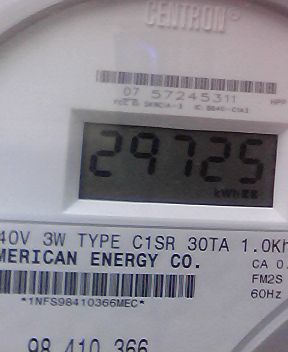 CENTRON®
07 57245311
HPP
29725
kWh
40V 3W TYPE C1SR 30TA 1.0Kh
MERICAN ENERGY CO.
CA 0.
FM2S
*1NFS98410366MEC*
60Hz
98 410 366